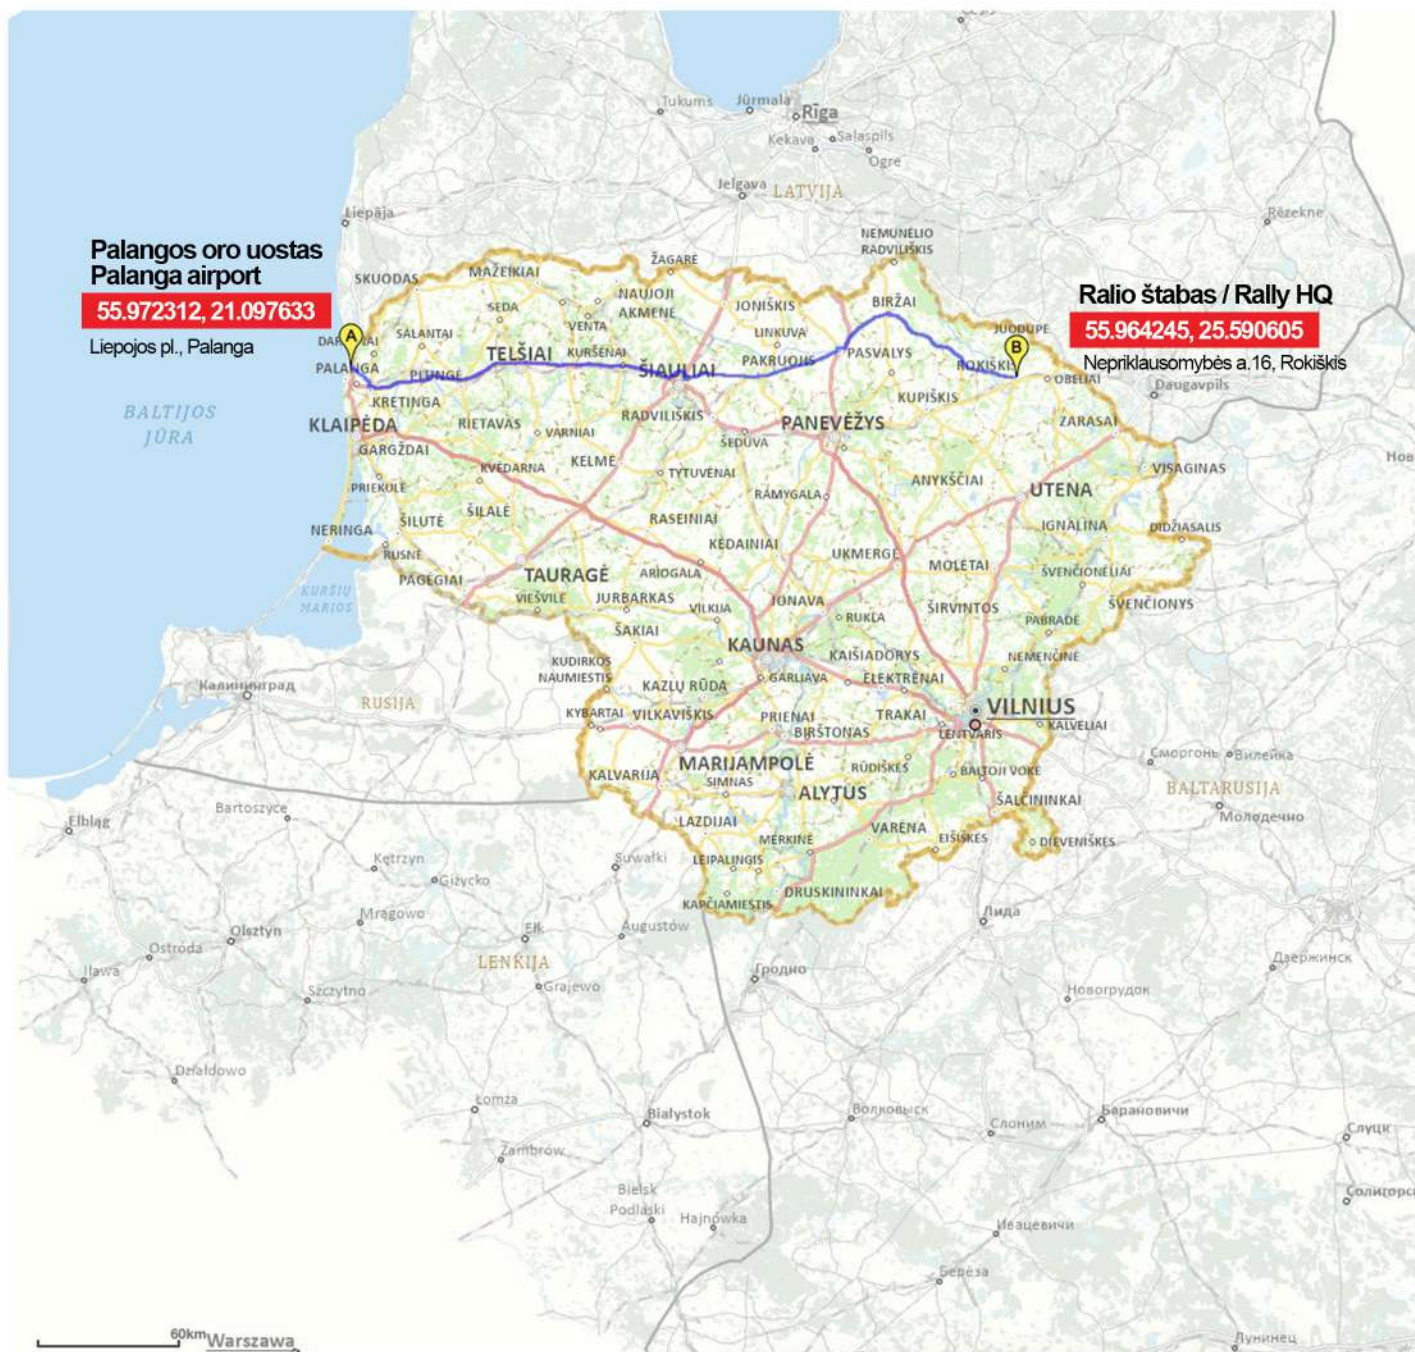 Tukums
Jūrmala
Rīga
Kekava
Salaspils
Ogre
Jelgava
LATVIJA
Liepāja
Rēzekne
Palangos oro uostas
Palanga airport
55.972312, 21.097633
Liepojos pl., Palanga
Ralio štabas / Rally HQ
55.964245, 25.590605
Nepriklausomybės a.16, Rokiškis
NEMUNĖLIO
RADVILIŠKIS
ŽAGARĖ
SKUODAS
MAŽEIKIAI
SEDA
NAUJOJI
AKMENĖ
VENTA
JONIŠKIS
LINKUVA
BIRŽAI
JUODUPĖ
A
SALANTAI
PALANGA
PLUNGĖ
TELŠIAI
KURŠĖNAI
ŠIAULIAI
PAKRUOJIS
PASVALYS
B
ROKIŠKIS
OBELIAI
Daugavpils
BALTIJOS
JŪRA
KRETINGA
KLAIPĖDA
GARGŽDAI
RIETAVAS
VARNIAI
RADVILIŠKIS
ŠEDUVA
PANEVĖŽYS
KUPIŠKIS
ZARASAI
VISAGINAS
KVĖDARNA
KELMĖ
TYTUVĖNAI
PRIEKULĖ
RAMYGALA
ANYKŠČIAI
UTENA
NERINGA
ŠILUTĖ
ŠILALĖ
RASEINIAI
IGNALINA
DIDŽIASALIS
RUSNĖ
KĖDAINIAI
UKMERGĖ
MOLĖTAI
PAGĖGIAI
TAURAGĖ
ARIOGALA
ŠVENČIONĖLIAI
KURŠIŲ
MARIOS
VIEŠVILĖ
JURBARKAS
VILKIJA
JONAVA
RUKLA
ŠIRVINTOS
ŠVENČIONYS
PABRADĖ
ŠAKIAI
KAUNAS
KAIŠIADORYS
NEMENČINĖ
KUDIRKOS
NAUMIESTIS
KAZLŲ RŪDA
GARLIAVA
ELEKTRĖNAI
Калининград
RUSIJA
KYBARTAI
VILKAVIŠKIS
PRIENAI
BIRŠTONAS
TRAKAI
VILNIUS
LENTVARIS
KALVELIAI
MARIJAMPOLĖ
RŪDIŠKĖS
BALTOJI VOKĖ
Сморгонь
Вилейка
KALVARIJA
SIMNAS
ALYTUS
ŠALČININKAI
BALTARUSIJA
Молодечно
Bartoszyce
Elbląg
LAZDIJAI
MERKINĖ
VARĖNA
EIŠIŠKĖS
DIEVENIŠKĖS
Kętrzyn
Giżycko
Suwałki
LEIPALINGIS
KAPČIAMIESTIS
DRUSKININKAI
Mrągowo
Olsztyn
Ełk
Augustów
Лида
Ostróda
LENKIJA
Iława
Szczytno
Grajewo
Гродно
Дзержинск
Новогрудок
Działdowo
Łomża
Białystok
Волковыск
Слоним
Барановичи
Слуцк
Zambrów
Bielsk
Podlaski
Hajnówka
Ивацевичи
Берёза
60km
Warszawa
Лунинец